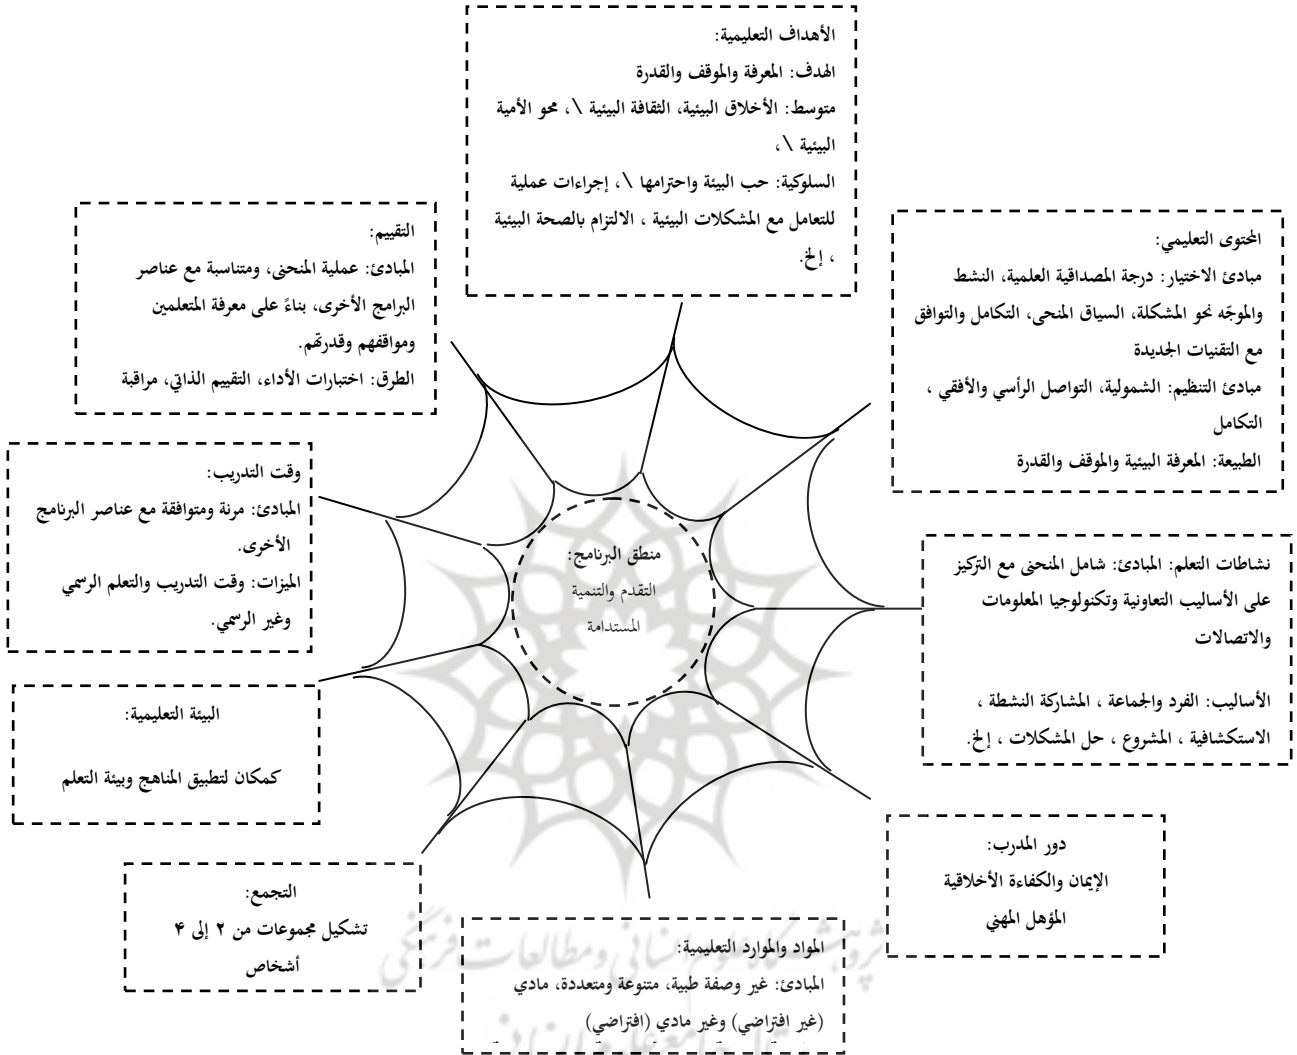 الأهداف التعليمية:
الهدف: المعرفة والموقف والقدرة
متوسط: الأخلاق البيئية، الثقافة البيئية \، محو الأمية
البيئية \،
السلوكية: حب البيئة واحترامها \، إجراءات عملية
للتعامل مع المشكلات البيئية ، الالتزام بالصحة البيئية
، إلخ.
المحتوى التعليمي:
مبادئ الاختيار: درجة المصداقية العلمية، النشط
والموجّه نحو المشكلة، السياق المنحى، التكامل والتوافق
مع التقنيات الجديدة
مبادئ التنظيم: الشمولية، التواصل الرأسي والأفقي ،
التكامل
الطبيعة: المعرفة البيئية والموقف والقدرة
نشاطات التعلم: المبادئ: شامل المنحنى مع التركيز
على الأساليب التعاونية وتكنولوجيا المعلومات
والاتصالات
الأساليب: الفرد والجماعة ، المشاركة النشطة ،
الاستكشافية ، المشروع ، حل المشكلات ، إلخ.
دور المدرب:
الإيمان والكفاءة الأخلاقية
المؤهل المهني
المواد والموارد التعليمية:
المبادئ: غير وصفة طبية، متنوعة ومتعددة، مادي
(غير افتراضي) وغير مادي (افتراضي)
التجمع:
تشكيل مجموعات من ۲ إلى ۴
أشخاص
البيئة التعليمية:
كمكان لتطبيق المناهج وبيئة التعلم
وقت التدريب:
المبادئ: مرنة ومتوافقة مع عناصر البرنامج
الأخرى.
الميزات: وقت التدريب والتعلم الرسمي
وغير الرسمي.
التقييم:
المبادئ: عملية المنحنى، ومتناسبة مع عناصر
البرامج الأخرى، بناءً على معرفة المتعلمين
ومواقفهم وقدرتهم.
الطرق: اختبارات الأداء، التقييم الذاتي، مراقبة
منطق البرنامج:
التقدم والتنمية
المستدامة
پژوهشگاه علوم انسانی و مطالعات فرهنگی